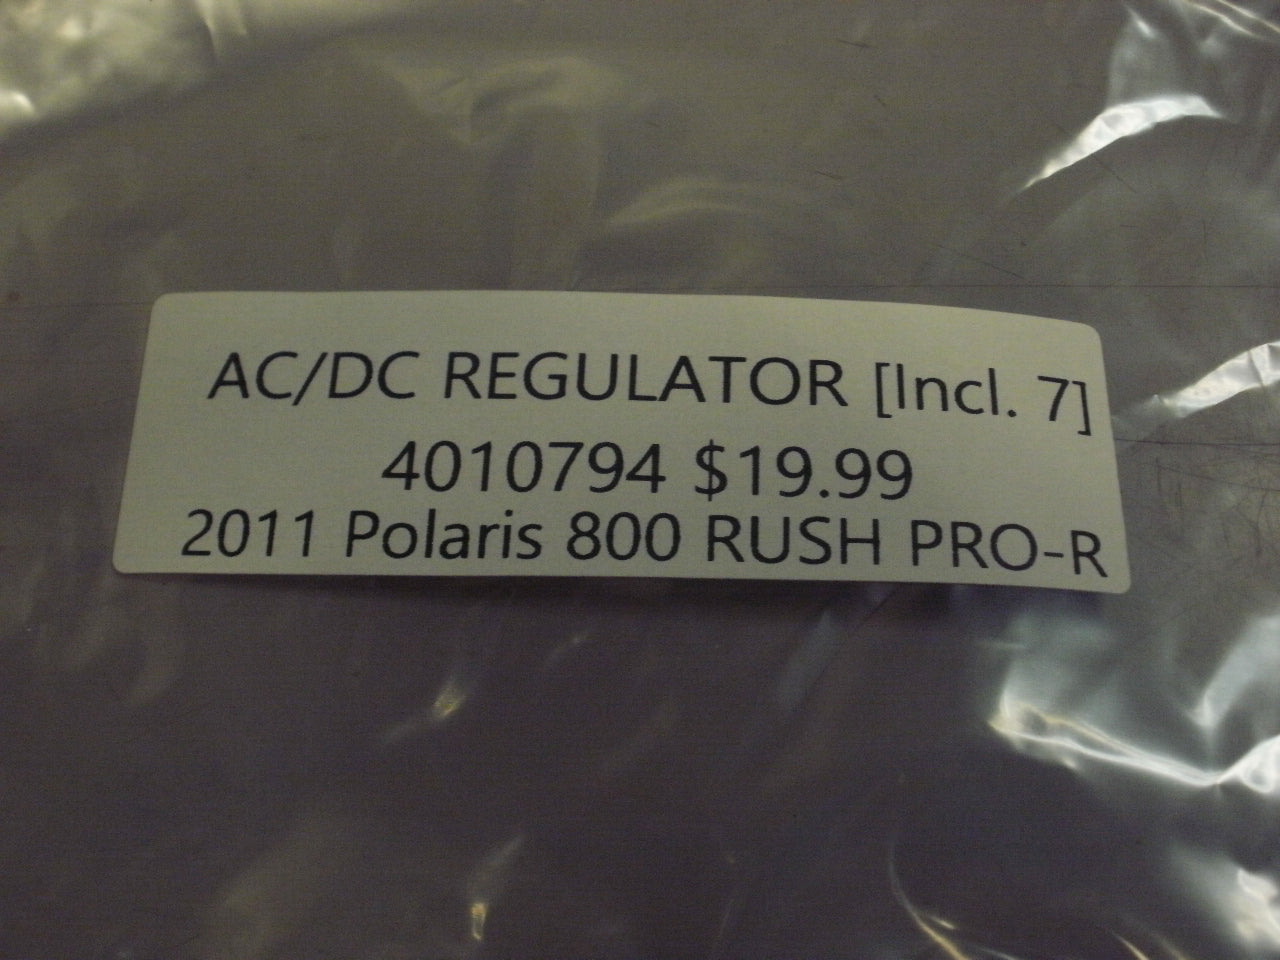 AC/DC REGULATOR [Incl. 7]
4010794 $19.99
2011 Polaris 800 RUSH PRO-R